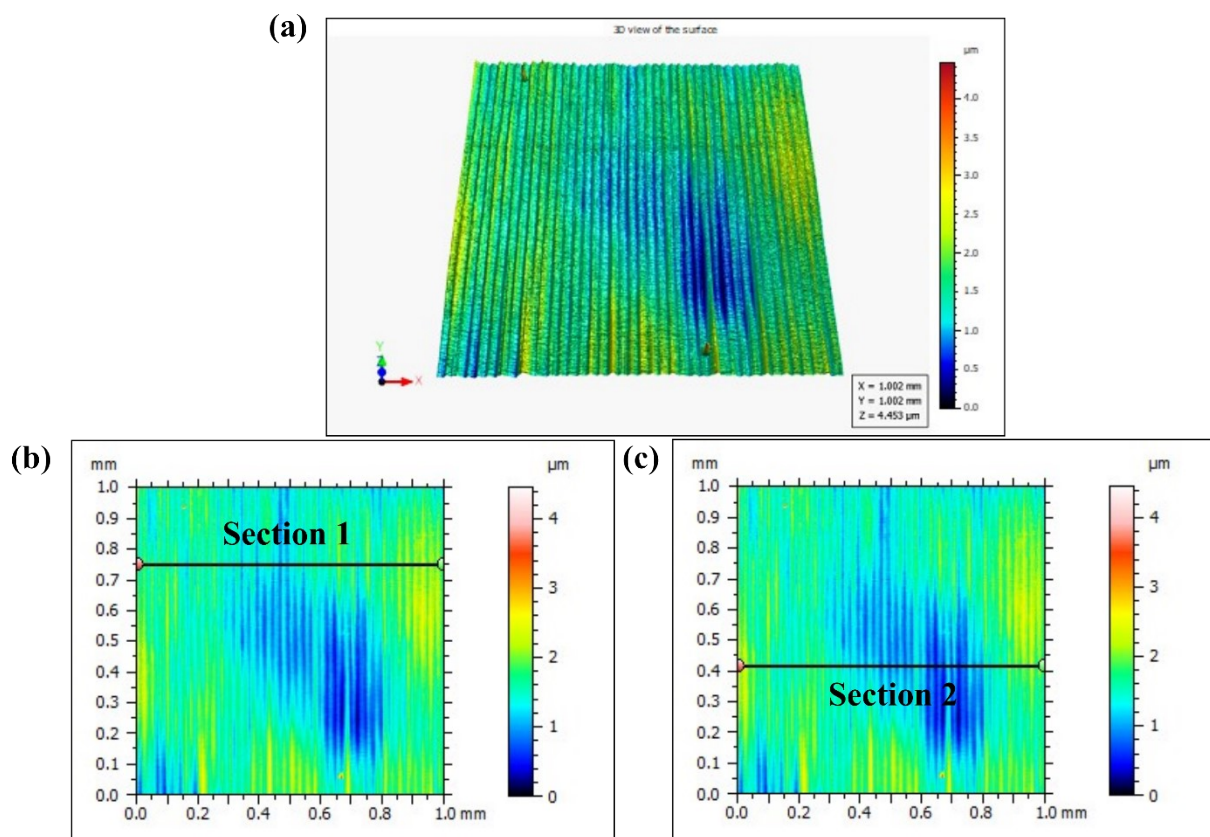 (a)
3D view of the surface
µm
4.0
3.5
3.0
2.5
2.0
1.5
1.0
0.5
0.0
Y
Z
X
X = 1.002 mm
Y = 1.002 mm
Z = 4.453 µm
(b)
mm
µm
1.0
0.9
0.8
0.7
0.6
0.5
0.4
0.3
0.2
0.1
0.0
Section 1
4
3
2
1
0
0.0 0.2 0.4 0.6 0.8 1.0 mm
(c)
mm
µm
1.0
0.9
0.8
0.7
0.6
0.5
0.4
0.3
0.2
0.1
0.0
Section 2
4
3
2
1
0
0.0 0.2 0.4 0.6 0.8 1.0 mm